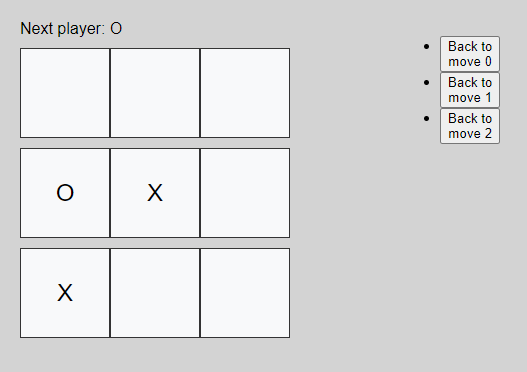 Next player: O
O X
X
Back to
move 0
Back to
move 1
Back to
move 2